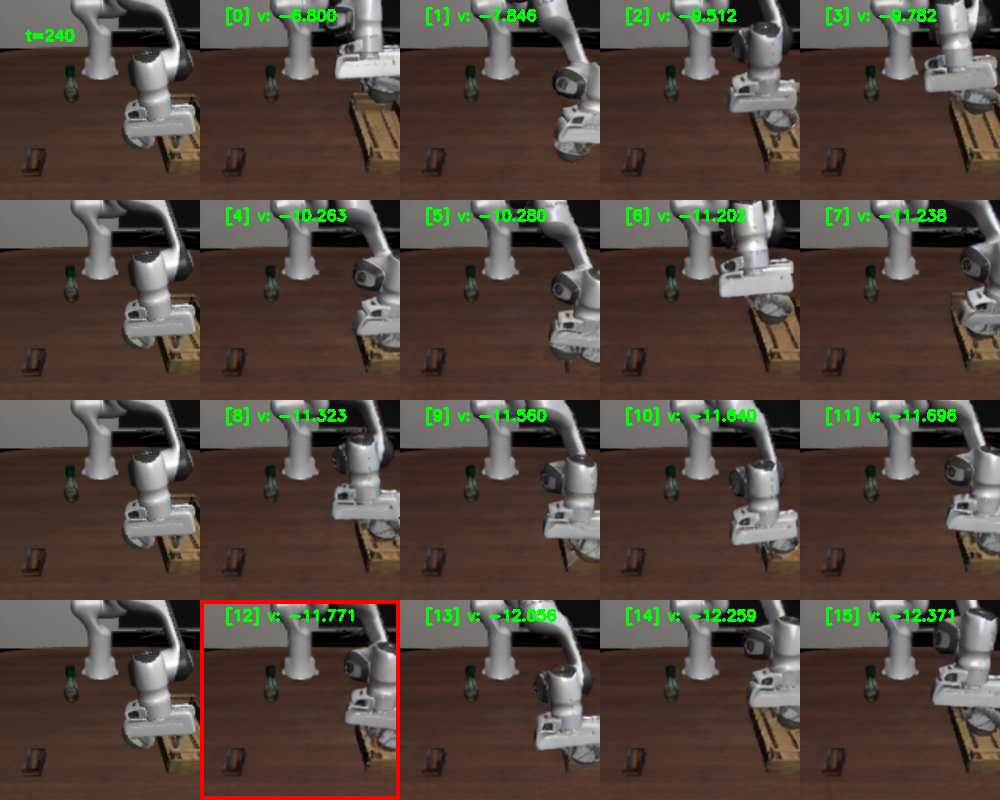 t=240
[0] v: -6.800
[1] v: -7.846
[2] v: -9.512
[3] v: -9.782
[4] v: -10.263
[5] v: -10.280
[6] v: -11.202
[7] v: -11.238
[8] v: -11.323
[9] v: -11.560
[10] v: -11.640
[11] v: -11.696
[12] v: -11.771
[13] v: -12.056
[14] v: -12.259
[15] v: -12.371